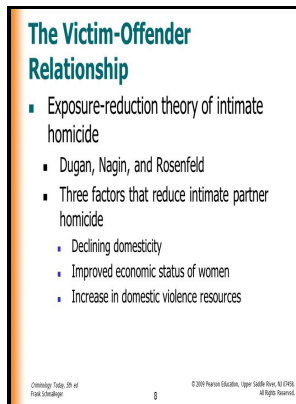 The Victim-Offender
Relationship
Exposure-reduction theory of intimate
homicide
Dugan, Nagin, and Rosenfeld
Three factors that reduce intimate partner
homicide
Declining domesticity
Improved economic status of women
Increase in domestic violence resources
Criminology Today, 5th ed
Frank Schmalleger
8
© 2009 Pearson Education, Upper Saddle River, NJ 07458.
All Rights Reserved.